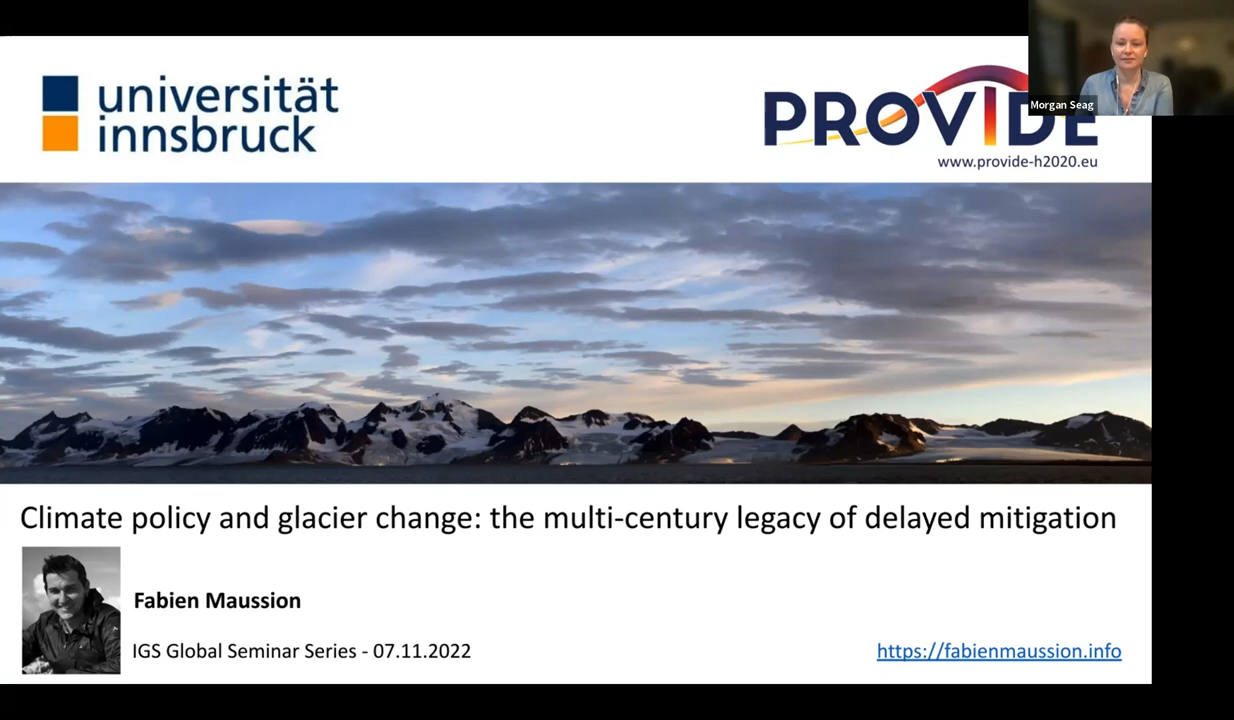 universität
innsbruck
PROVIDE
www.provide-h2020.eu
Morgan Seag
Climate policy and glacier change: the multi-century legacy of delayed mitigation
Fabien Maussion
IGS Global Seminar Series - 07.11.2022
https://fabienmaussion.info